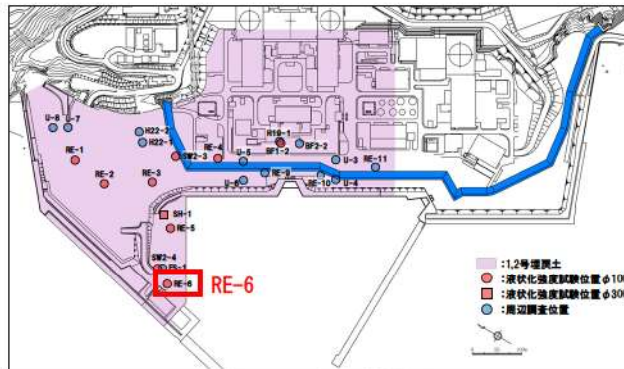 U-8
U-7
H22-2
H22-1
H19-1
BF1-2
BF2-2
SW2-3
RE-4
U-5
U-3
RE-11
RE-1
RE-2
RE-3
RE-9
RE-10
U-6
U-4
SH-1
RE-5
SW2-4
RE-6
RE-6
:1,2号埋戻土
:液状化強度試験位置φ100
:液状化強度試験位置φ300
:周辺調査位置